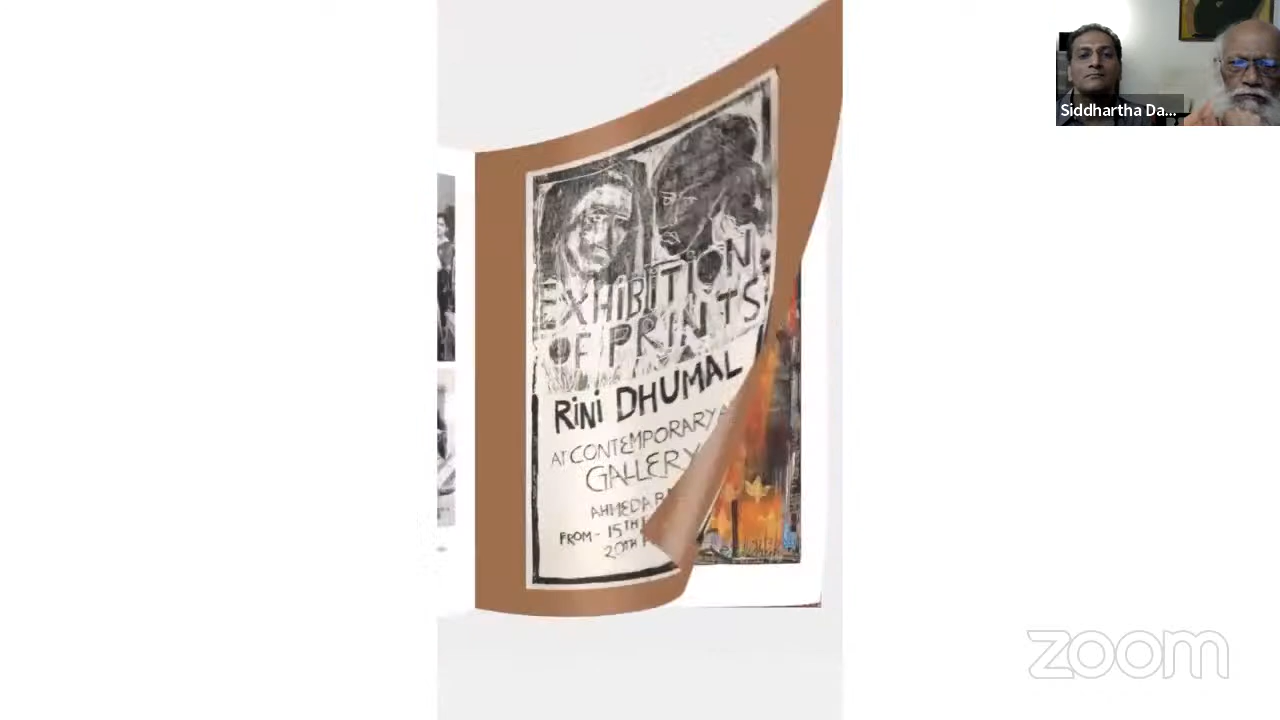 Siddhartha Da...
EXHIBITION
OF PRINTS
RINI DHUMAL
AT CONTEMPORARY
GALLERY
FROM - 15TH
20TH
zoom